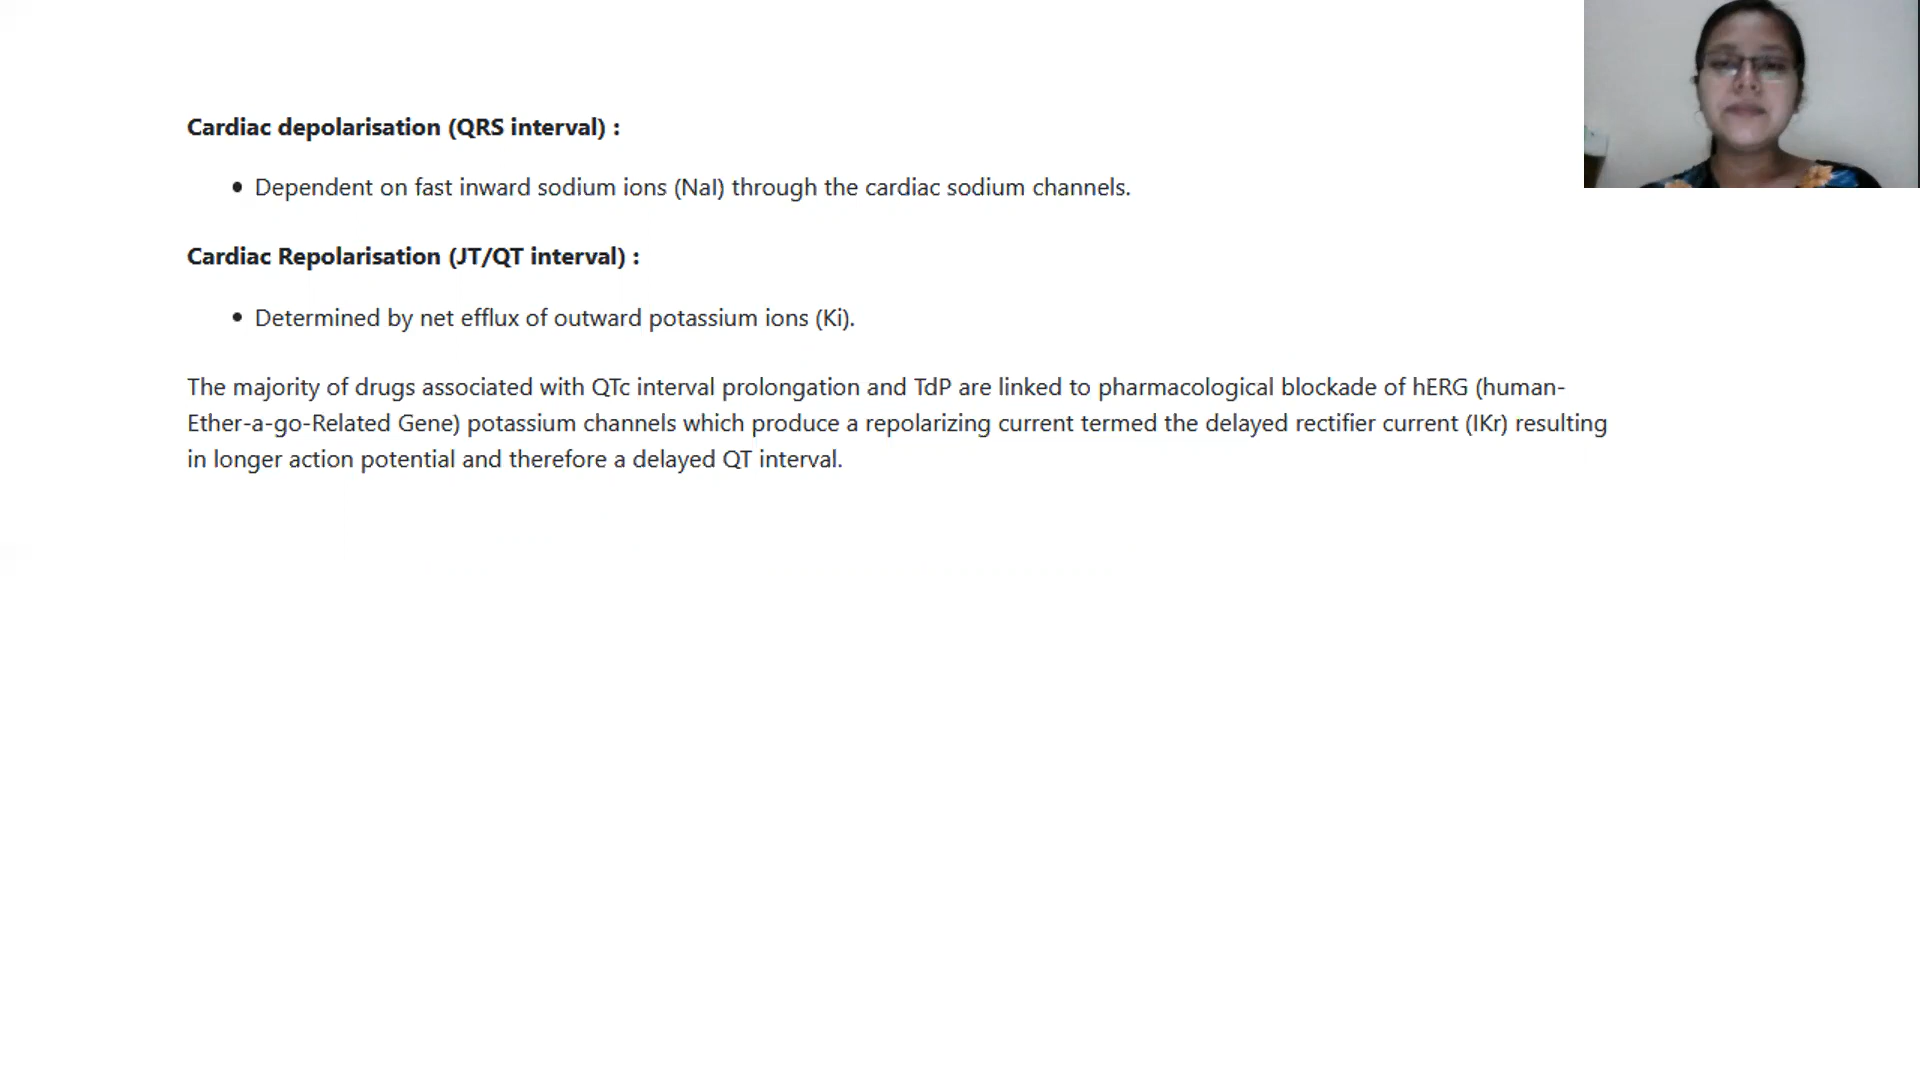 Cardiac depolarisation (QRS interval) :
• Dependent on fast inward sodium ions (NaI) through the cardiac sodium channels.
Cardiac Repolarisation (JT/QT interval) :
• Determined by net efflux of outward potassium ions (Ki).
The majority of drugs associated with QTc interval prolongation and TdP are linked to pharmacological blockade of hERG (human-
Ether-a-go-Related Gene) potassium channels which produce a repolarizing current termed the delayed rectifier current (IKr) resulting
in longer action potential and therefore a delayed QT interval.